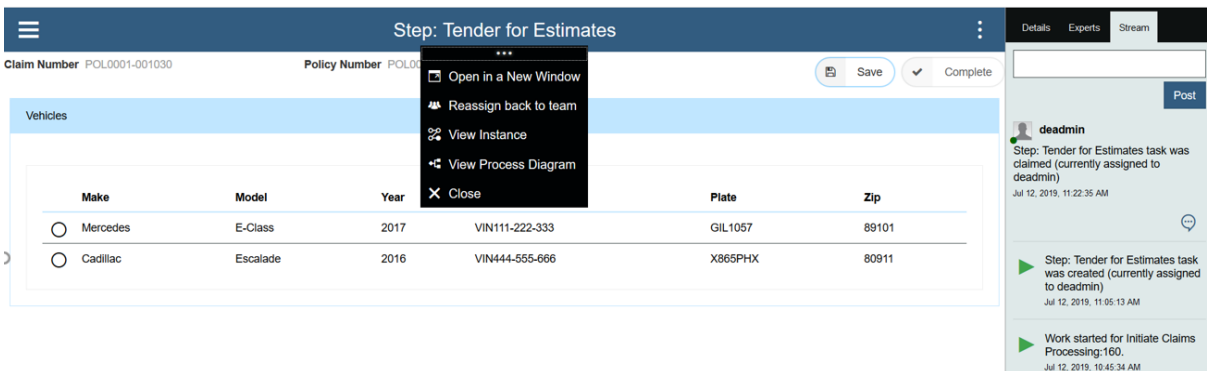 Step: Tender for Estimates
Claim Number POL0001-001030
Policy Number
Save
Complete
Open in a New Window
Reassign back to team
View Instance
View Process Diagram
Close
Vehicles
Make Model Year Plate Zip
Mercedes E-Class 2017 VIN111-222-333 GIL1057 89101
Cadillac Escalade 2016 VIN444-555-666 X865PHX 80911
Details Experts Stream
Post
deadmin
Step: Tender for Estimates task was
claimed (currently assigned to
deadmin)
Jul 12, 2019, 11:22:35 AM
Step: Tender for Estimates task
was created (currently assigned
to deadmin)
Jul 12, 2019, 11:05:13 AM
Work started for Initiate Claims
Processing:160.
Jul 12, 2019, 10:45:34 AM